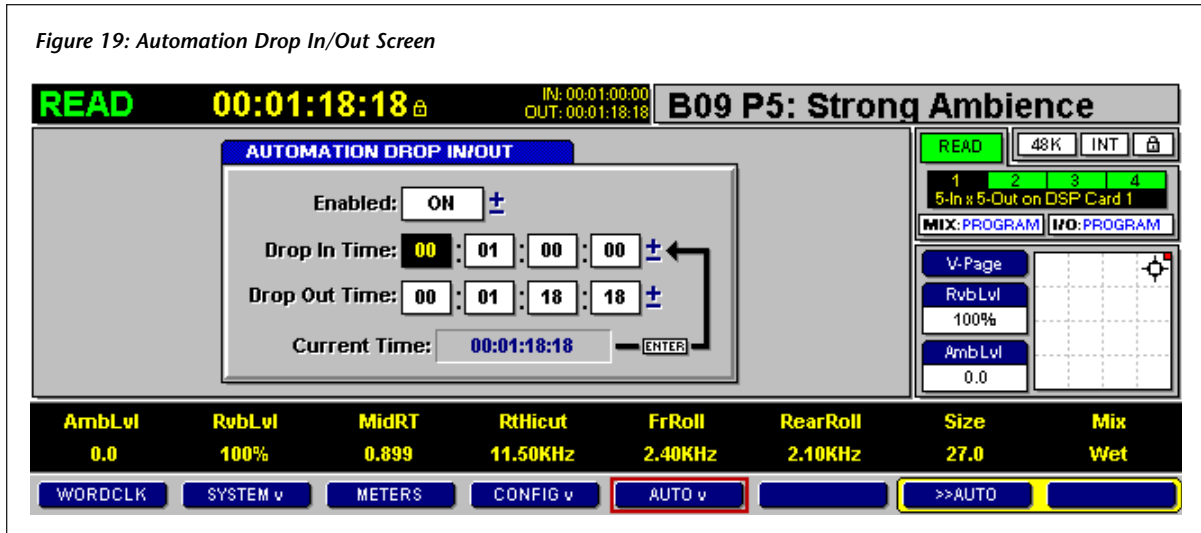 Figure 19: Automation Drop In/Out Screen
READ 00:01:18:18 IN: 00:01:00:00 B09 P5: Strong Ambience
OUT: 00:01:18:18
AUTOMATION DROP IN/OUT
READ 48K INT
Enabled: ON ±
1 2 3 4
5-In x 5-Out on DSP Card 1
MIX:PROGRAM I/O:PROGRAM
Drop In Time: 00 : 01 : 00 : 00 ±
Drop Out Time: 00 : 01 : 18 : 18 ±
Current Time: 00:01:18:18 ENTER
V-Page
RvbLvl
100%
AmbLvl
0.0
AmbLvl RvbLvl MidRT RtHicut FrRoll RearRoll Size Mix
0.0 100% 0.899 11.50KHz 2.40KHz 2.10KHz 27.0 Wet
WORDCLK SYSTEM v METERS CONFIG v AUTO v >>AUTO